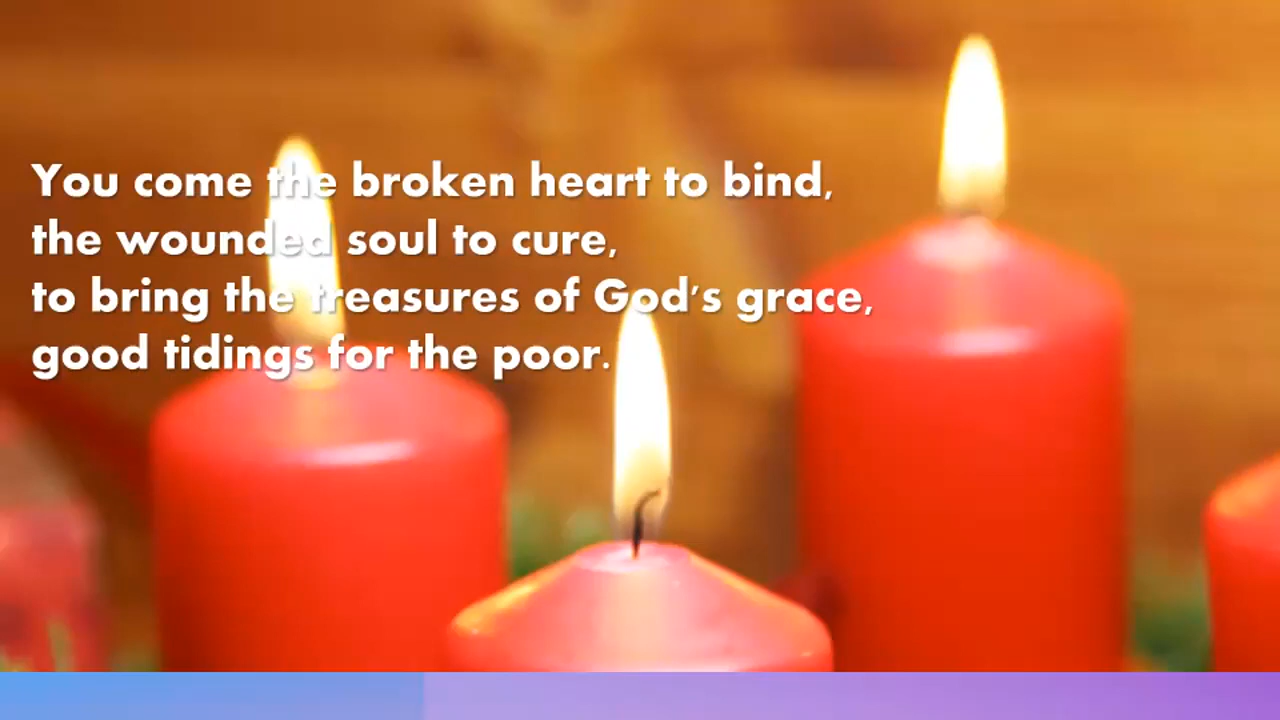 You come the broken heart to bind,
the wounded soul to cure,
to bring the treasures of God's grace,
good tidings for the poor.